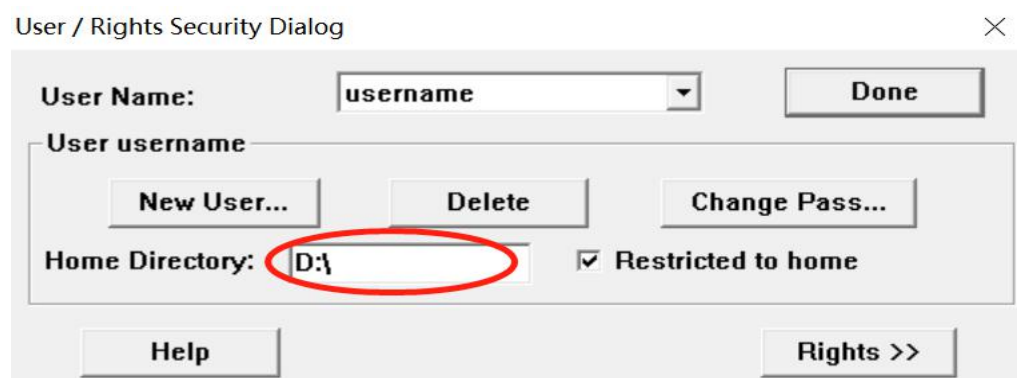 User / Rights Security Dialog
User Name: username Done
User username
New User... Delete Change Pass...
Home Directory: D:\ Restricted to home
Help Rights >>